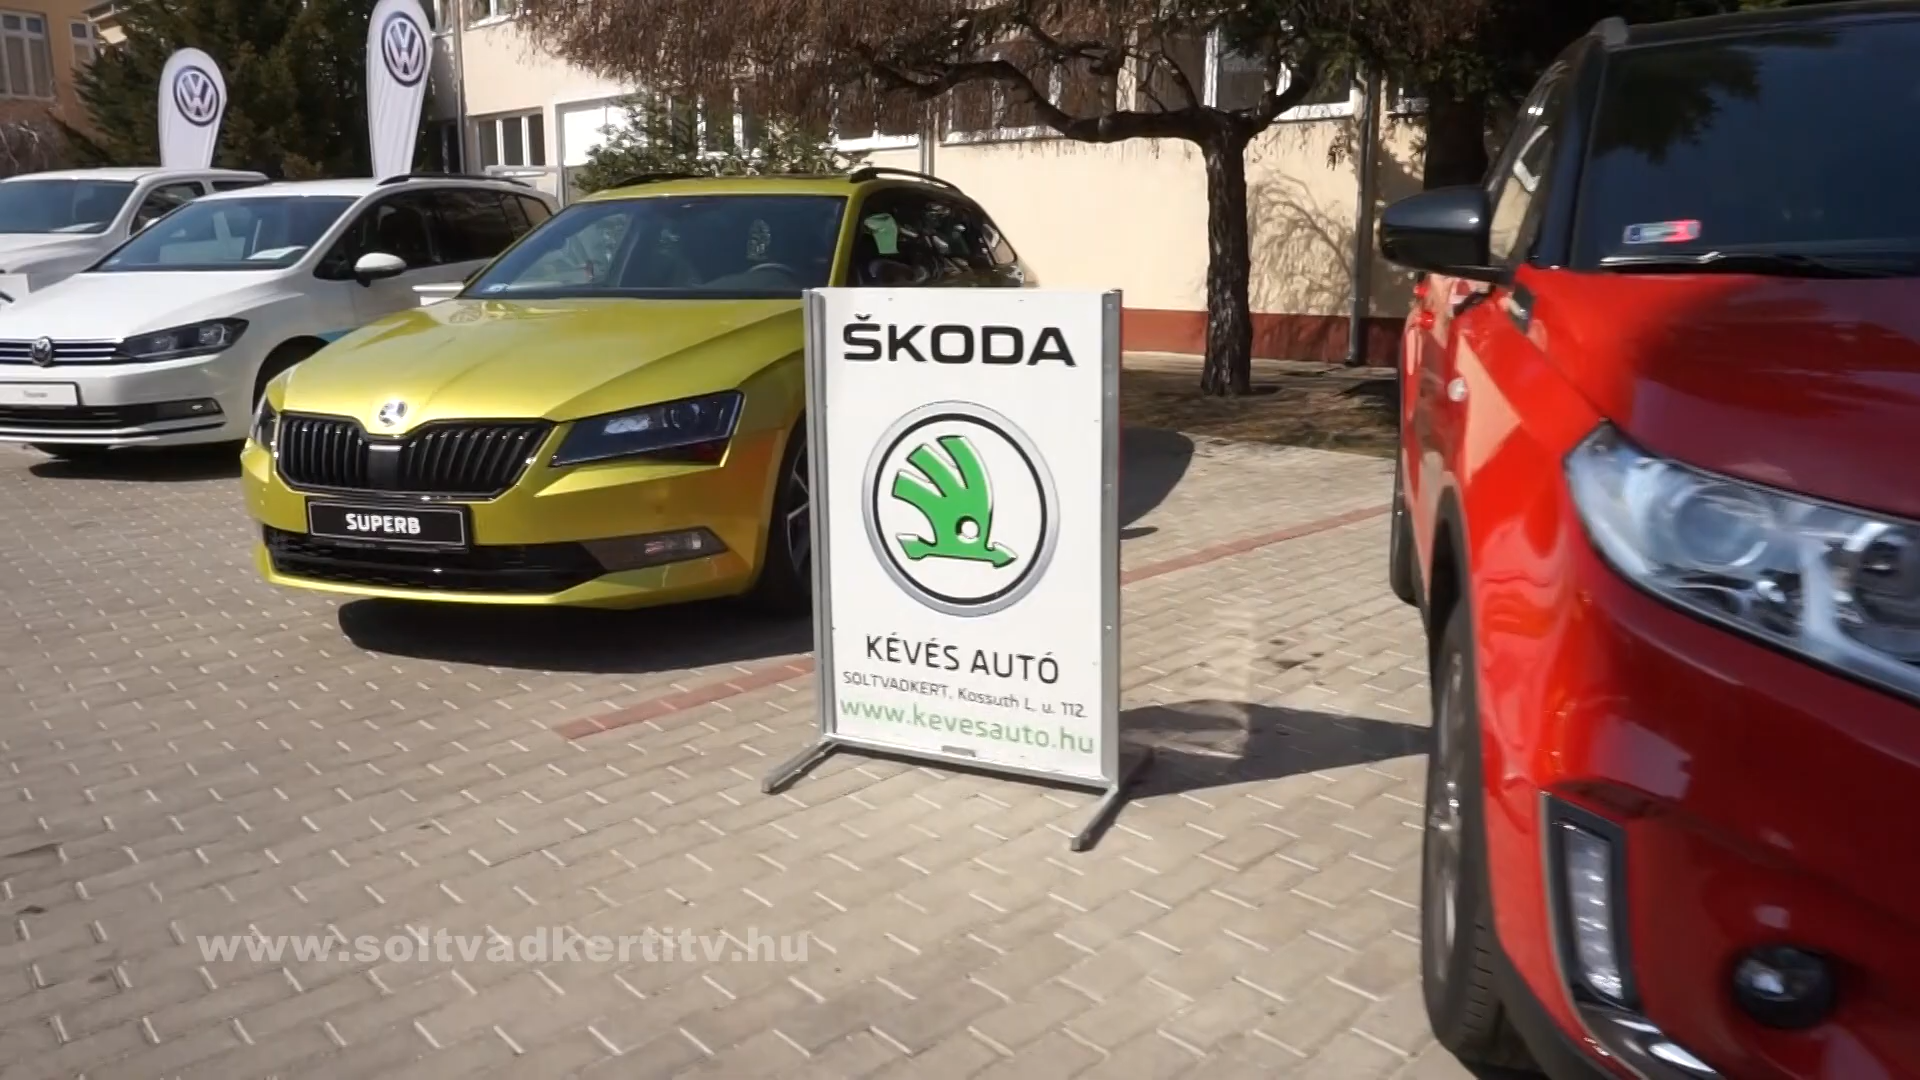 ŠKODA
SUPERB
KÉVÉS AUTÓ
SOLTVADKERT, Kossuth L. u. 112.
www.kevesauto.hu
www.soltvadkertitv.hu